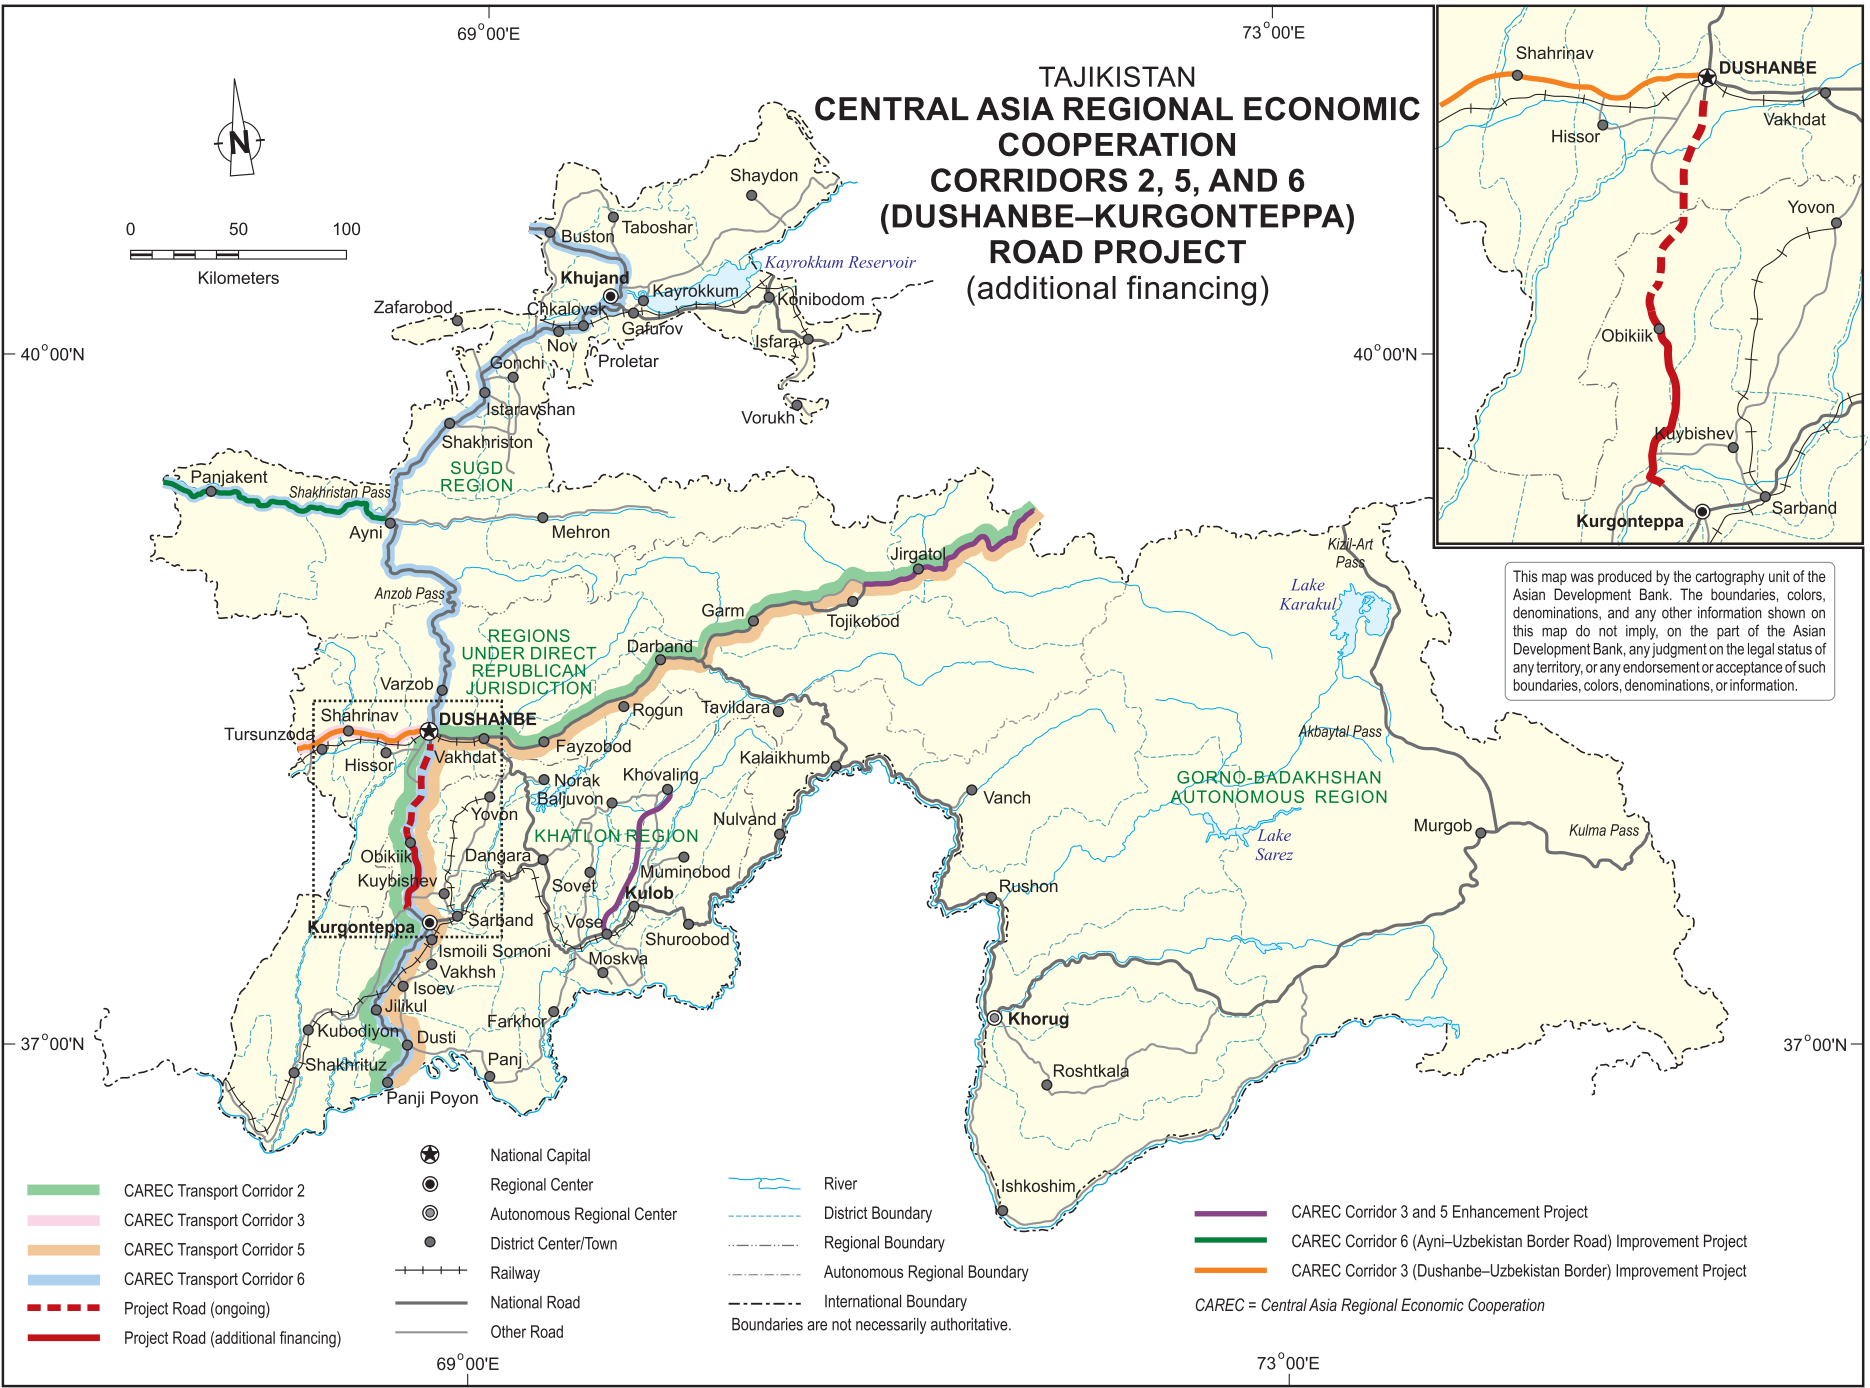 69°00'E
73°00'E
TAJIKISTAN
CENTRAL ASIA REGIONAL ECONOMIC
COOPERATION
CORRIDORS 2, 5, AND 6
(DUSHANBE–KURGONTEPPA)
ROAD PROJECT
(additional financing)
N
0 50 100
Kilometers
40°00'N
40°00'N
37°00'N
37°00'N
Shaydon
Taboshar
Buston
Khujand
Kayrokkum Reservoir
Kayrokkum
Konibodom
Zafarobod
Chkalovsk
Gafurov
Nov
Proletar
Isfara
Gonchi
Istaravshan
Vorukh
Shakhriston
SUGD
REGION
Panjakent
Shakhristan Pass
Ayni
Mehron
Anzob Pass
Jirgatol
Garm
Tojikobod
REGIONS
UNDER DIRECT
REPUBLICAN
JURISDICTION
Darband
Varzob
Rogun
Tavildara
Shahrinav
DUSHANBE
Tursunzoda
Hissor
Vakhdat
Fayzobod
Kalaikhumb
Norak
Khovaling
Baljuvon
Yovon
Nulvand
KHATLON REGION
Obikiik
Dangara
Kuybishev
Sovet
Muminobod
Kulob
Sarband
Kurgonteppa
Vose
Shuroobod
Ismoili Somoni
Vakhsh
Moskva
Isoev
Jilikul
Farkhor
Kubodiyon
Dusti
Shakhrituz
Panj
Panji Poyon
Kizil-Art
Pass
Lake
Karakul
Akbaytal Pass
GORNO-BADAKHSHAN
AUTONOMOUS REGION
Vanch
Lake
Sarez
Murgob
Kulma Pass
Rushon
Khorug
Roshtkala
Ishkoshim
Shahrinav
DUSHANBE
Hissor
Vakhdat
Yovon
Obikiik
Kuybishev
Kurgonteppa
Sarband
This map was produced by the cartography unit of the
Asian Development Bank. The boundaries, colors,
denominations, and any other information shown on
this map do not imply, on the part of the Asian
Development Bank, any judgment on the legal status of
any territory, or any endorsement or acceptance of such
boundaries, colors, denominations, or information.
CAREC Transport Corridor 2
CAREC Transport Corridor 3
CAREC Transport Corridor 5
CAREC Transport Corridor 6
Project Road (ongoing)
Project Road (additional financing)
National Capital
Regional Center
Autonomous Regional Center
District Center/Town
Railway
National Road
Other Road
River
District Boundary
Regional Boundary
Autonomous Regional Boundary
International Boundary
Boundaries are not necessarily authoritative.
CAREC Corridor 3 and 5 Enhancement Project
CAREC Corridor 6 (Ayni–Uzbekistan Border Road) Improvement Project
CAREC Corridor 3 (Dushanbe–Uzbekistan Border) Improvement Project
CAREC = Central Asia Regional Economic Cooperation
69°00'E
73°00'E